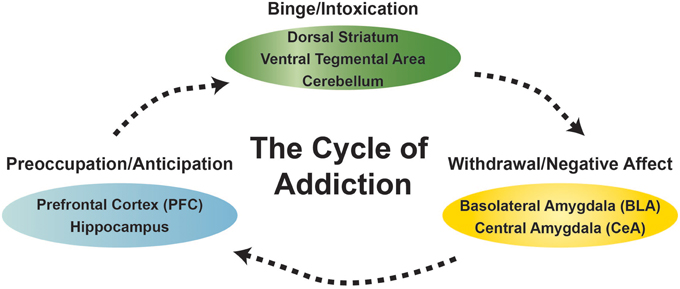 Binge/Intoxication
Dorsal Striatum
Ventral Tegmental Area
Cerebellum
The Cycle of
Addiction
Preoccupation/Anticipation
Prefrontal Cortex (PFC)
Hippocampus
Withdrawal/Negative Affect
Basolateral Amygdala (BLA)
Central Amygdala (CeA)